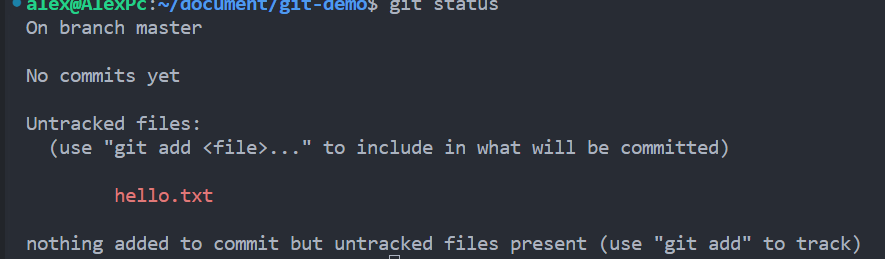 alex@AlexPc:~/document/git-demo$ git status
On branch master
No commits yet
Untracked files:
(use "git add <file>..." to include in what will be committed)
hello.txt
nothing added to commit but untracked files present (use "git add" to track)